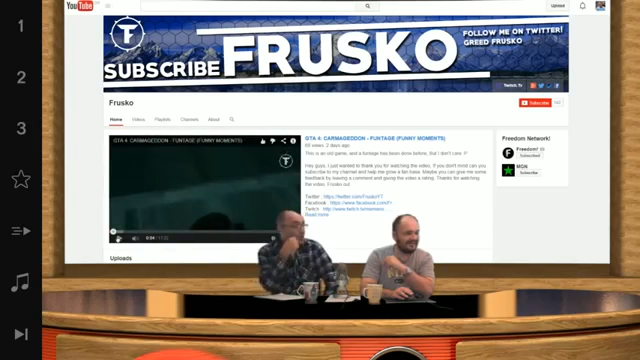 1
2
3
YouTube
Upload
SUBSCRIBE
FRUSKO
FOLLOW ME ON TWITTER!
GREED FRUSKO
Twitch.Tv
Frusko
Subscribe
Home Videos Playlists Channels About
GTA 4: CARMAGEDDON - FUNTAGE (FUNNY MOMENTS)
GTA 4: CARMAGEDDON - FUNTAGE (FUNNY MOMENTS)
68 views 2 days ago
This is an old game, and a funtage has been done before, But I don't care :P
Hey guys, I just wanted to thank you for watching the video. If you don't mind can you
subscribe to my channel and help me grow a fan base. Maybe you can give me some
feedback by leaving a comment and giving the video a rating. Thanks for watching
the video, Frusko out
Twitter :
Facebook :
Twitch :
Read more
0:04
Uploads
Freedom Network!
Freedom!
Subscribed
MGN
Subscribe